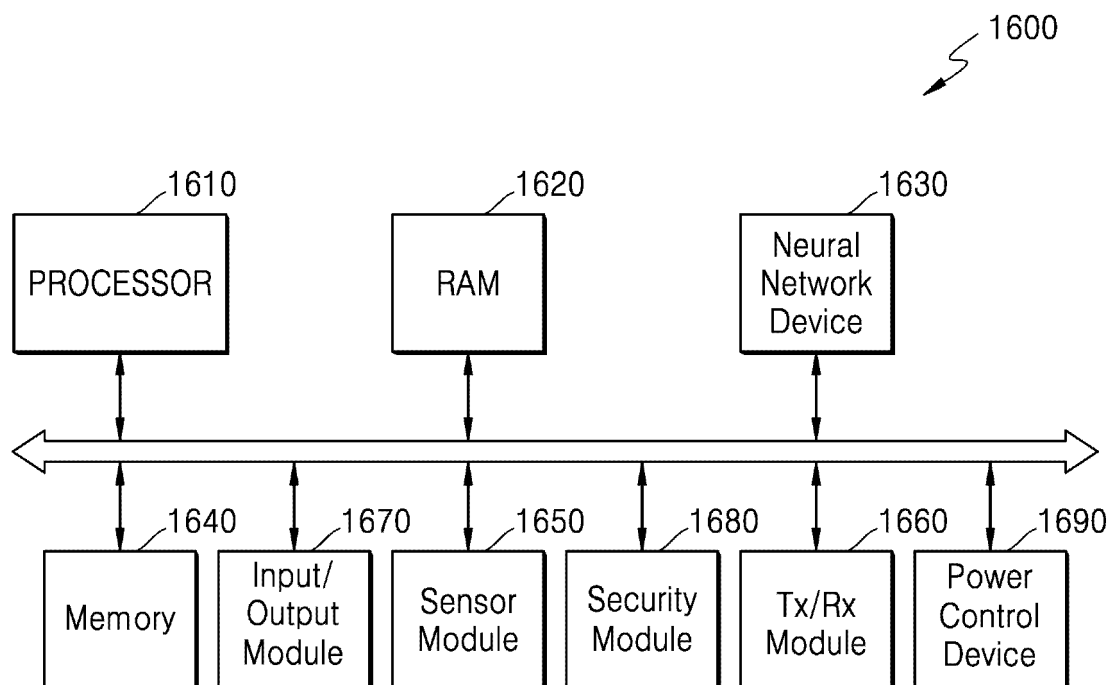 1600
1610
1620
1630
PROCESSOR
RAM
Neural
Network
Device
1640
1670
1650
1680
1660
1690
Memory
Input/
Output
Module
Sensor
Module
Security
Module
Tx/Rx
Module
Power
Control
Device